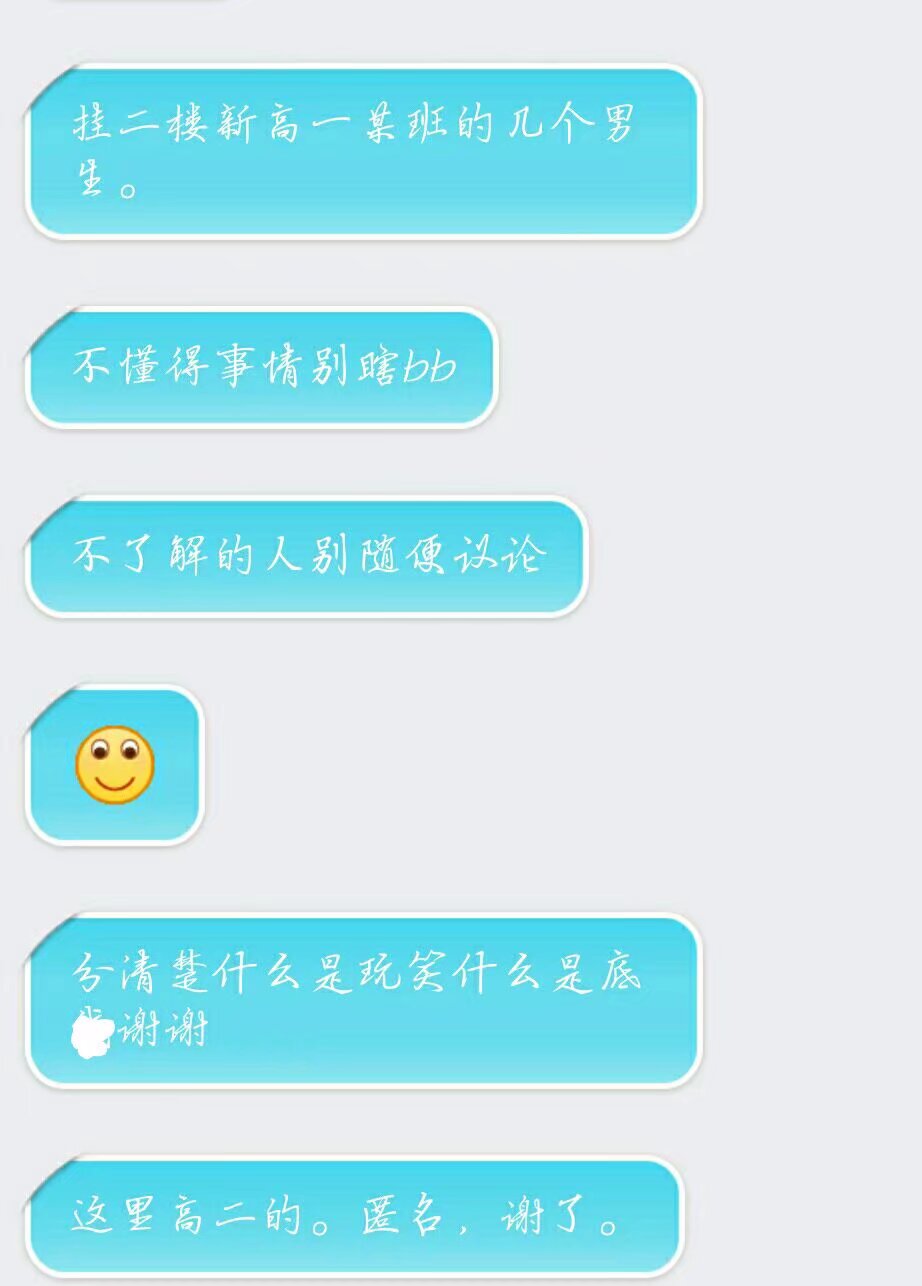 挂二楼新高一某班的几个男
生。
不懂得事情别瞎bb
不了解的人别随便议论
分清楚什么是玩笑什么是底
谢谢
这里高二的。匿名，谢了。